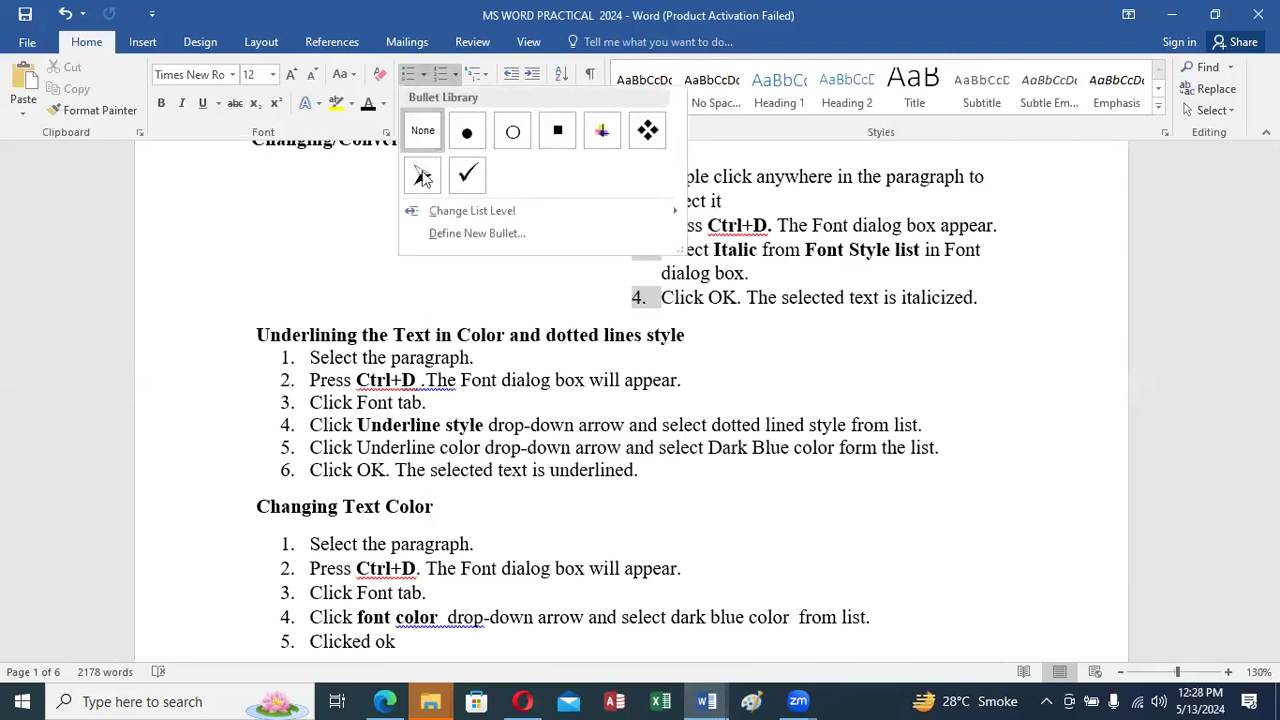 MS WORD PRACTICAL 2024 - Word (Product Activation Failed)
File Home Insert Design Layout References Mailings Review View Tell me what you want to do... Sign in Share
Cut
Copy
Format Painter
Paste
Clipboard
Times New Ro 12
Font
AaBbCcDc AaBbCcDc AaBbCc AaBbCcD AaB AaBbCcD AaBbCcDc
No Spac... Heading 1 Heading 2 Title Subtitle Emphasis
Styles
Find
Replace
Select
Editing
Bullet Library
None
Change List Level
Define New Bullet...
Changing/Conver
ple click anywhere in the paragraph to
ect it
ss Ctrl+D. The Font dialog box appear.
ect Italic from Font Style list in Font
dialog box.
4. Click OK. The selected text is italicized.
Underlining the Text in Color and dotted lines style
1. Select the paragraph.
2. Press Ctrl+D .The Font dialog box will appear.
3. Click Font tab.
4. Click Underline style drop-down arrow and select dotted lined style from list.
5. Click Underline color drop-down arrow and select Dark Blue color form the list.
6. Click OK. The selected text is underlined.
Changing Text Color
1. Select the paragraph.
2. Press Ctrl+D. The Font dialog box will appear.
3. Click Font tab.
4. Click font color drop-down arrow and select dark blue color from list.
5. Clicked ok
Page 1 of 6 2178 words 130%
Type here to search
28°C Smoke
12:28 PM
5/13/2024